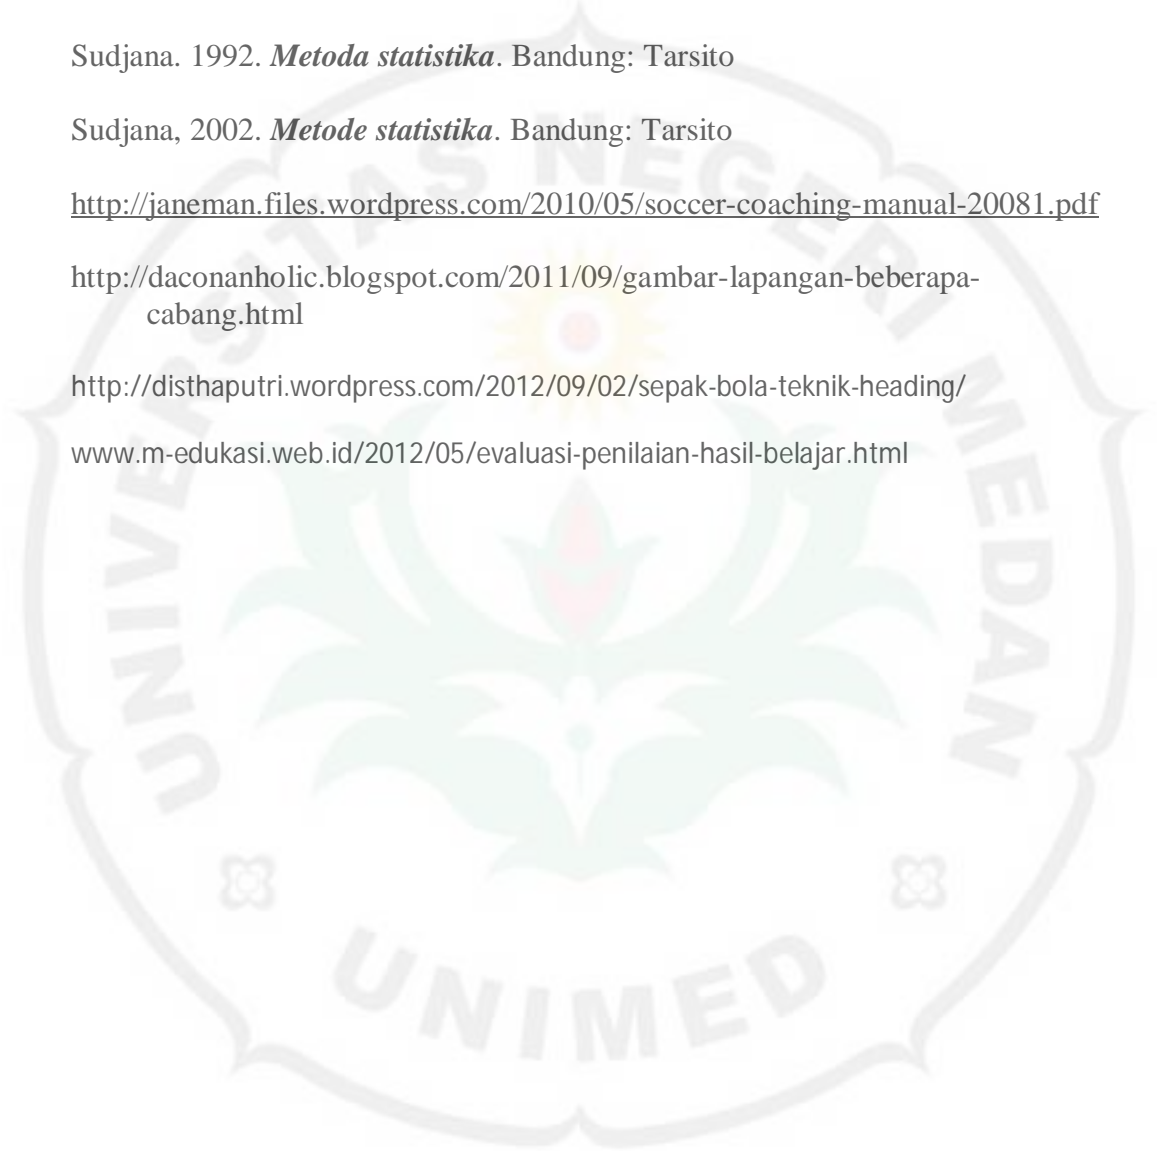 Sudjana. 1992. Metoda statistika. Bandung: Tarsito
Sudjana, 2002. Metode statistika. Bandung: Tarsito
http://janeman.files.wordpress.com/2010/05/soccer-coaching-manual-20081.pdf
http://daconanholic.blogspot.com/2011/09/gambar-lapangan-beberapa-
cabang.html
http://disthaputri.wordpress.com/2012/09/02/sepak-bola-teknik-heading/
www.m-edukasi.web.id/2012/05/evaluasi-penilaian-hasil-belajar.html
UNIVERSITAS NEGERI MEDAN
UNIMED